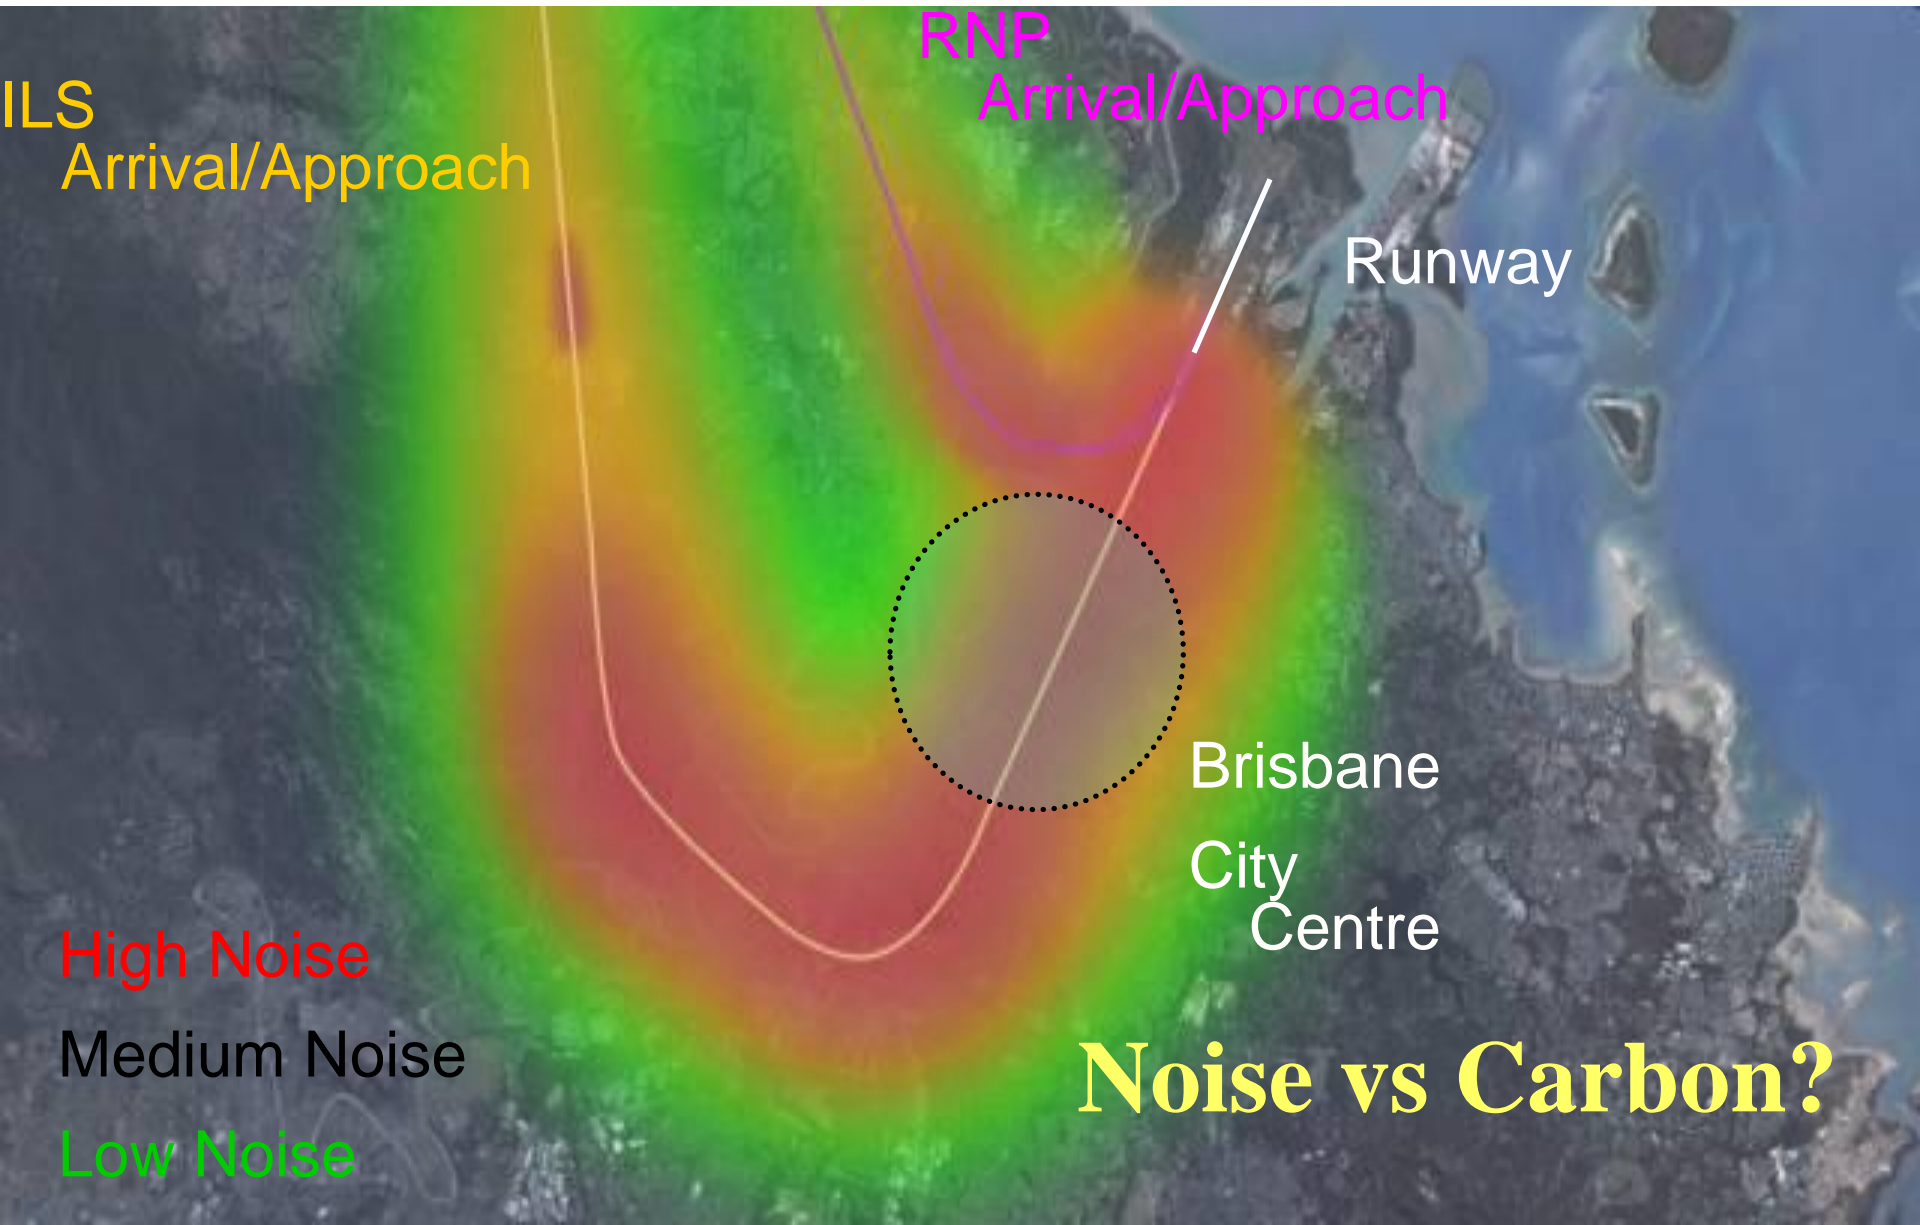 RNP
Arrival/Approach
ILS
Arrival/Approach
Runway
Brisbane
City
Centre
High Noise
Medium Noise
Low Noise
Noise vs Carbon?